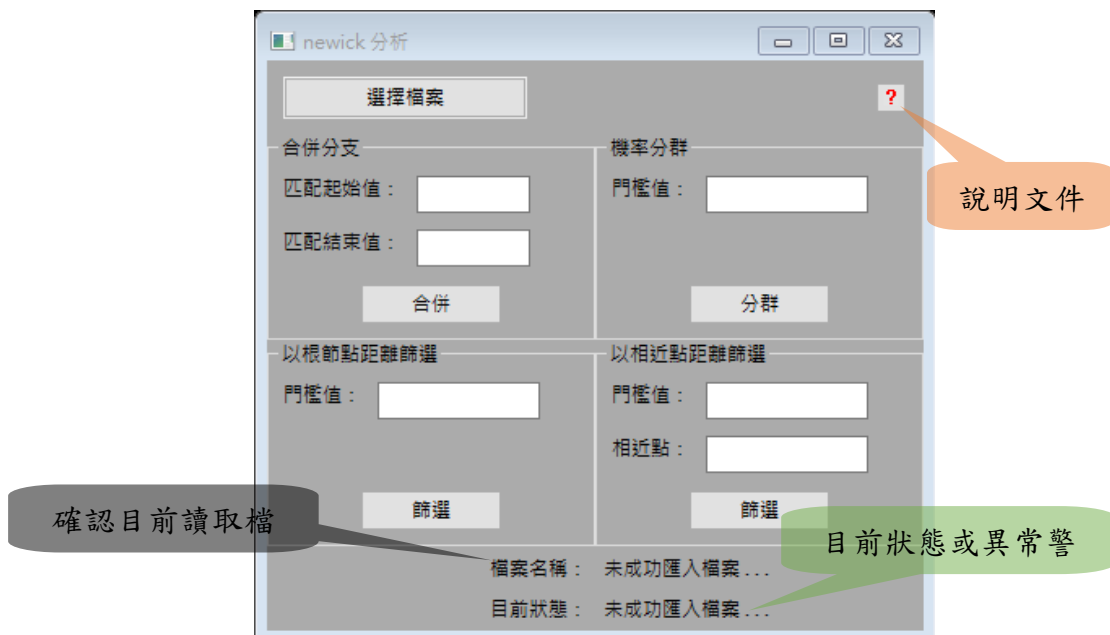 newick 分析
選擇檔案
?
合併分支
匹配起始值：
匹配結束值：
合併
機率分群
門檻值：
分群
說明文件
以根節點距離篩選
門檻值：
篩選
以相近點距離篩選
門檻值：
相近點：
篩選
確認目前讀取檔
目前狀態或異常警
檔案名稱： 未成功匯入檔案...
目前狀態： 未成功匯入檔案...